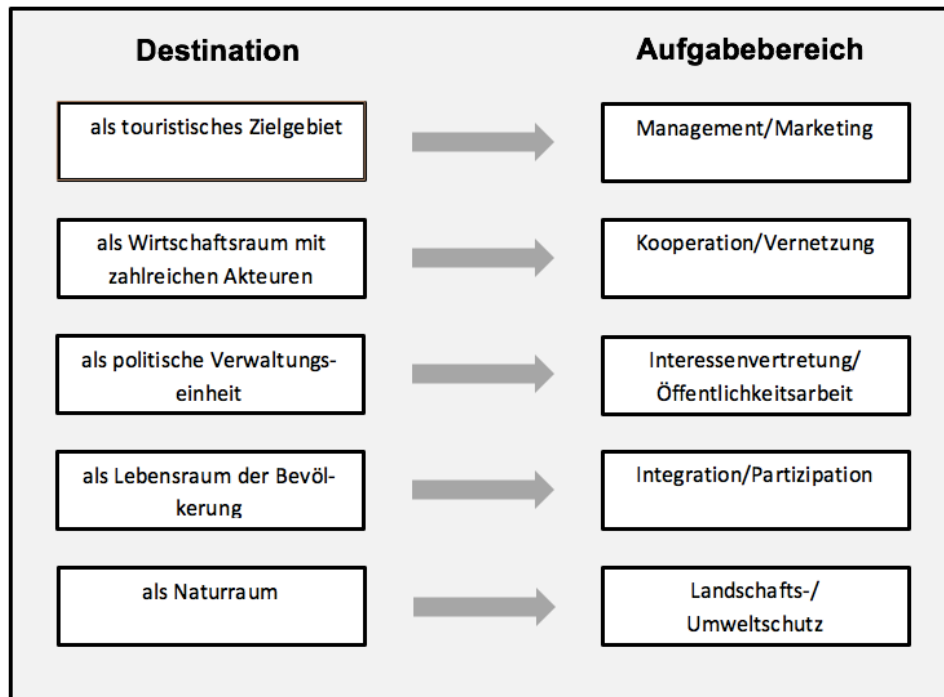 Destination
Aufgabebereich
als touristisches Zielgebiet
Management/Marketing
als Wirtschaftsraum mit
zahlreichen Akteuren
Kooperation/Vernetzung
als politische Verwaltungs-
einheit
Interessenvertretung/
Öffentlichkeitsarbeit
als Lebensraum der Bevöl-
kerung
Integration/Partizipation
als Naturraum
Landschafts-/
Umweltschutz